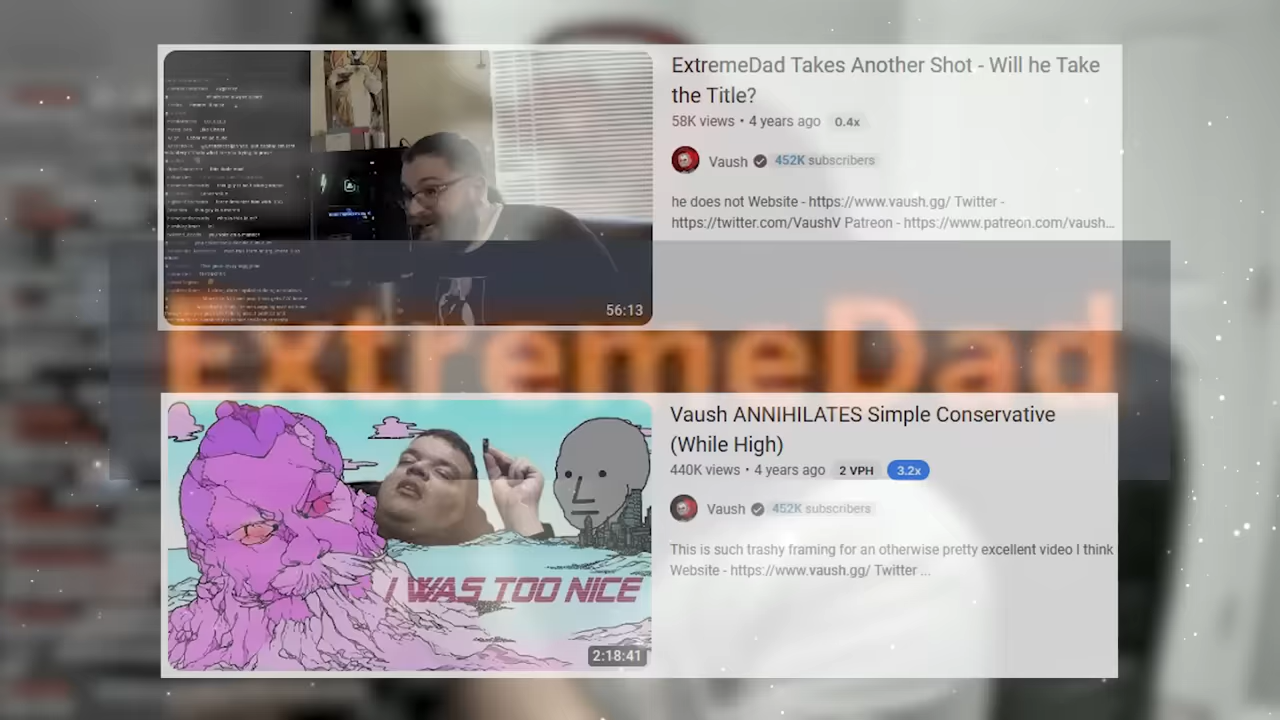 ExtremeDad Takes Another Shot - Will he Take
the Title?
58K views • 4 years ago 0.4x
Vaush 452K subscribers
he does not Website - https://www.vaush.gg/ Twitter -
https://twitter.com/VaushV Patreon - https://www.patreon.com/vaush...
56:13
ExtremeDad
Vaush ANNIHILATES Simple Conservative
(While High)
440K views • 4 years ago 2 VPH 3.2x
Vaush 452K subscribers
This is such trashy framing for an otherwise pretty excellent video I think
Website - https://www.vaush.gg/ Twitter ...
I WAS TOO NICE
2:18:41